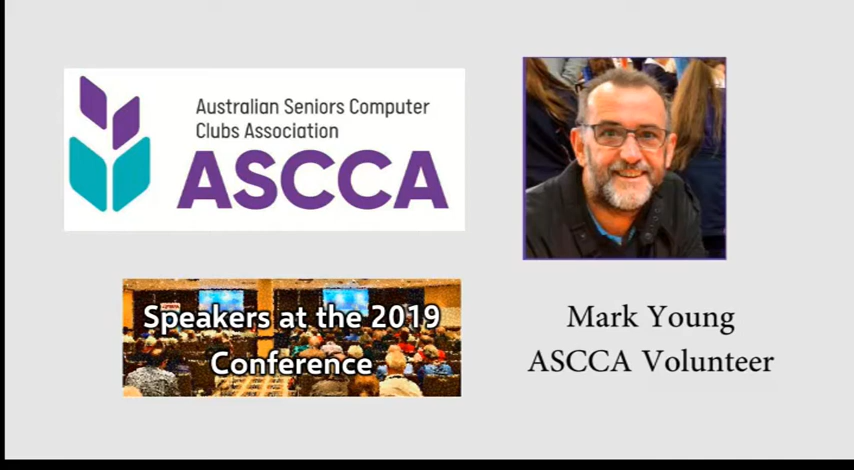 Australian Seniors Computer
Clubs Association
ASCCA
Speakers at the 2019
Conference
Mark Young
ASCCA Volunteer